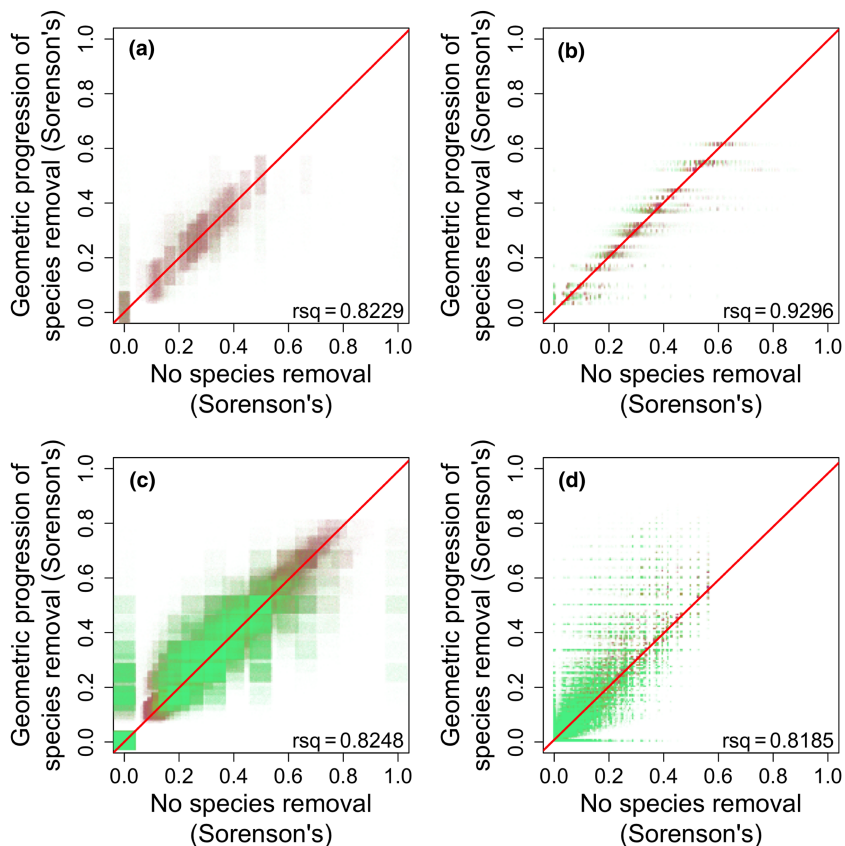 Geometric progression of
species removal (Sorenson's)
1.0
0.8
0.6
0.4
0.2
0.0
(a)
rsq = 0.8229
0.0 0.2 0.4 0.6 0.8 1.0
No species removal
(Sorenson's)
Geometric progression of
species removal (Sorenson's)
1.0
0.8
0.6
0.4
0.2
0.0
(b)
rsq = 0.9296
0.0 0.2 0.4 0.6 0.8 1.0
No species removal
(Sorenson's)
Geometric progression of
species removal (Sorenson's)
1.0
0.8
0.6
0.4
0.2
0.0
(c)
rsq = 0.8248
0.0 0.2 0.4 0.6 0.8 1.0
No species removal
(Sorenson's)
Geometric progression of
species removal (Sorenson's)
1.0
0.8
0.6
0.4
0.2
0.0
(d)
rsq = 0.8185
0.0 0.2 0.4 0.6 0.8 1.0
No species removal
(Sorenson's)